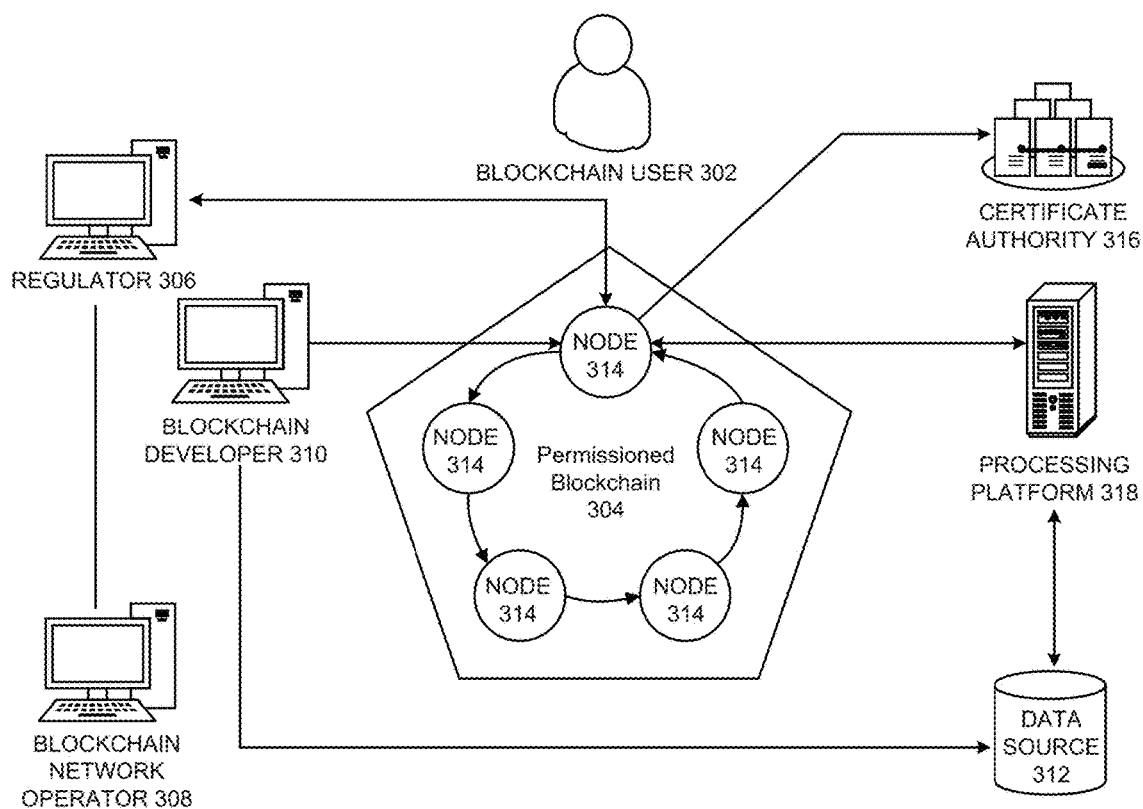 BLOCKCHAIN USER 302
CERTIFICATE
AUTHORITY 316
REGULATOR 306
NODE
314
BLOCKCHAIN
DEVELOPER 310
NODE
314
Permissioned
Blockchain
304
NODE
314
PROCESSING
PLATFORM 318
NODE
314
NODE
314
BLOCKCHAIN
NETWORK
OPERATOR 308
DATA
SOURCE
312